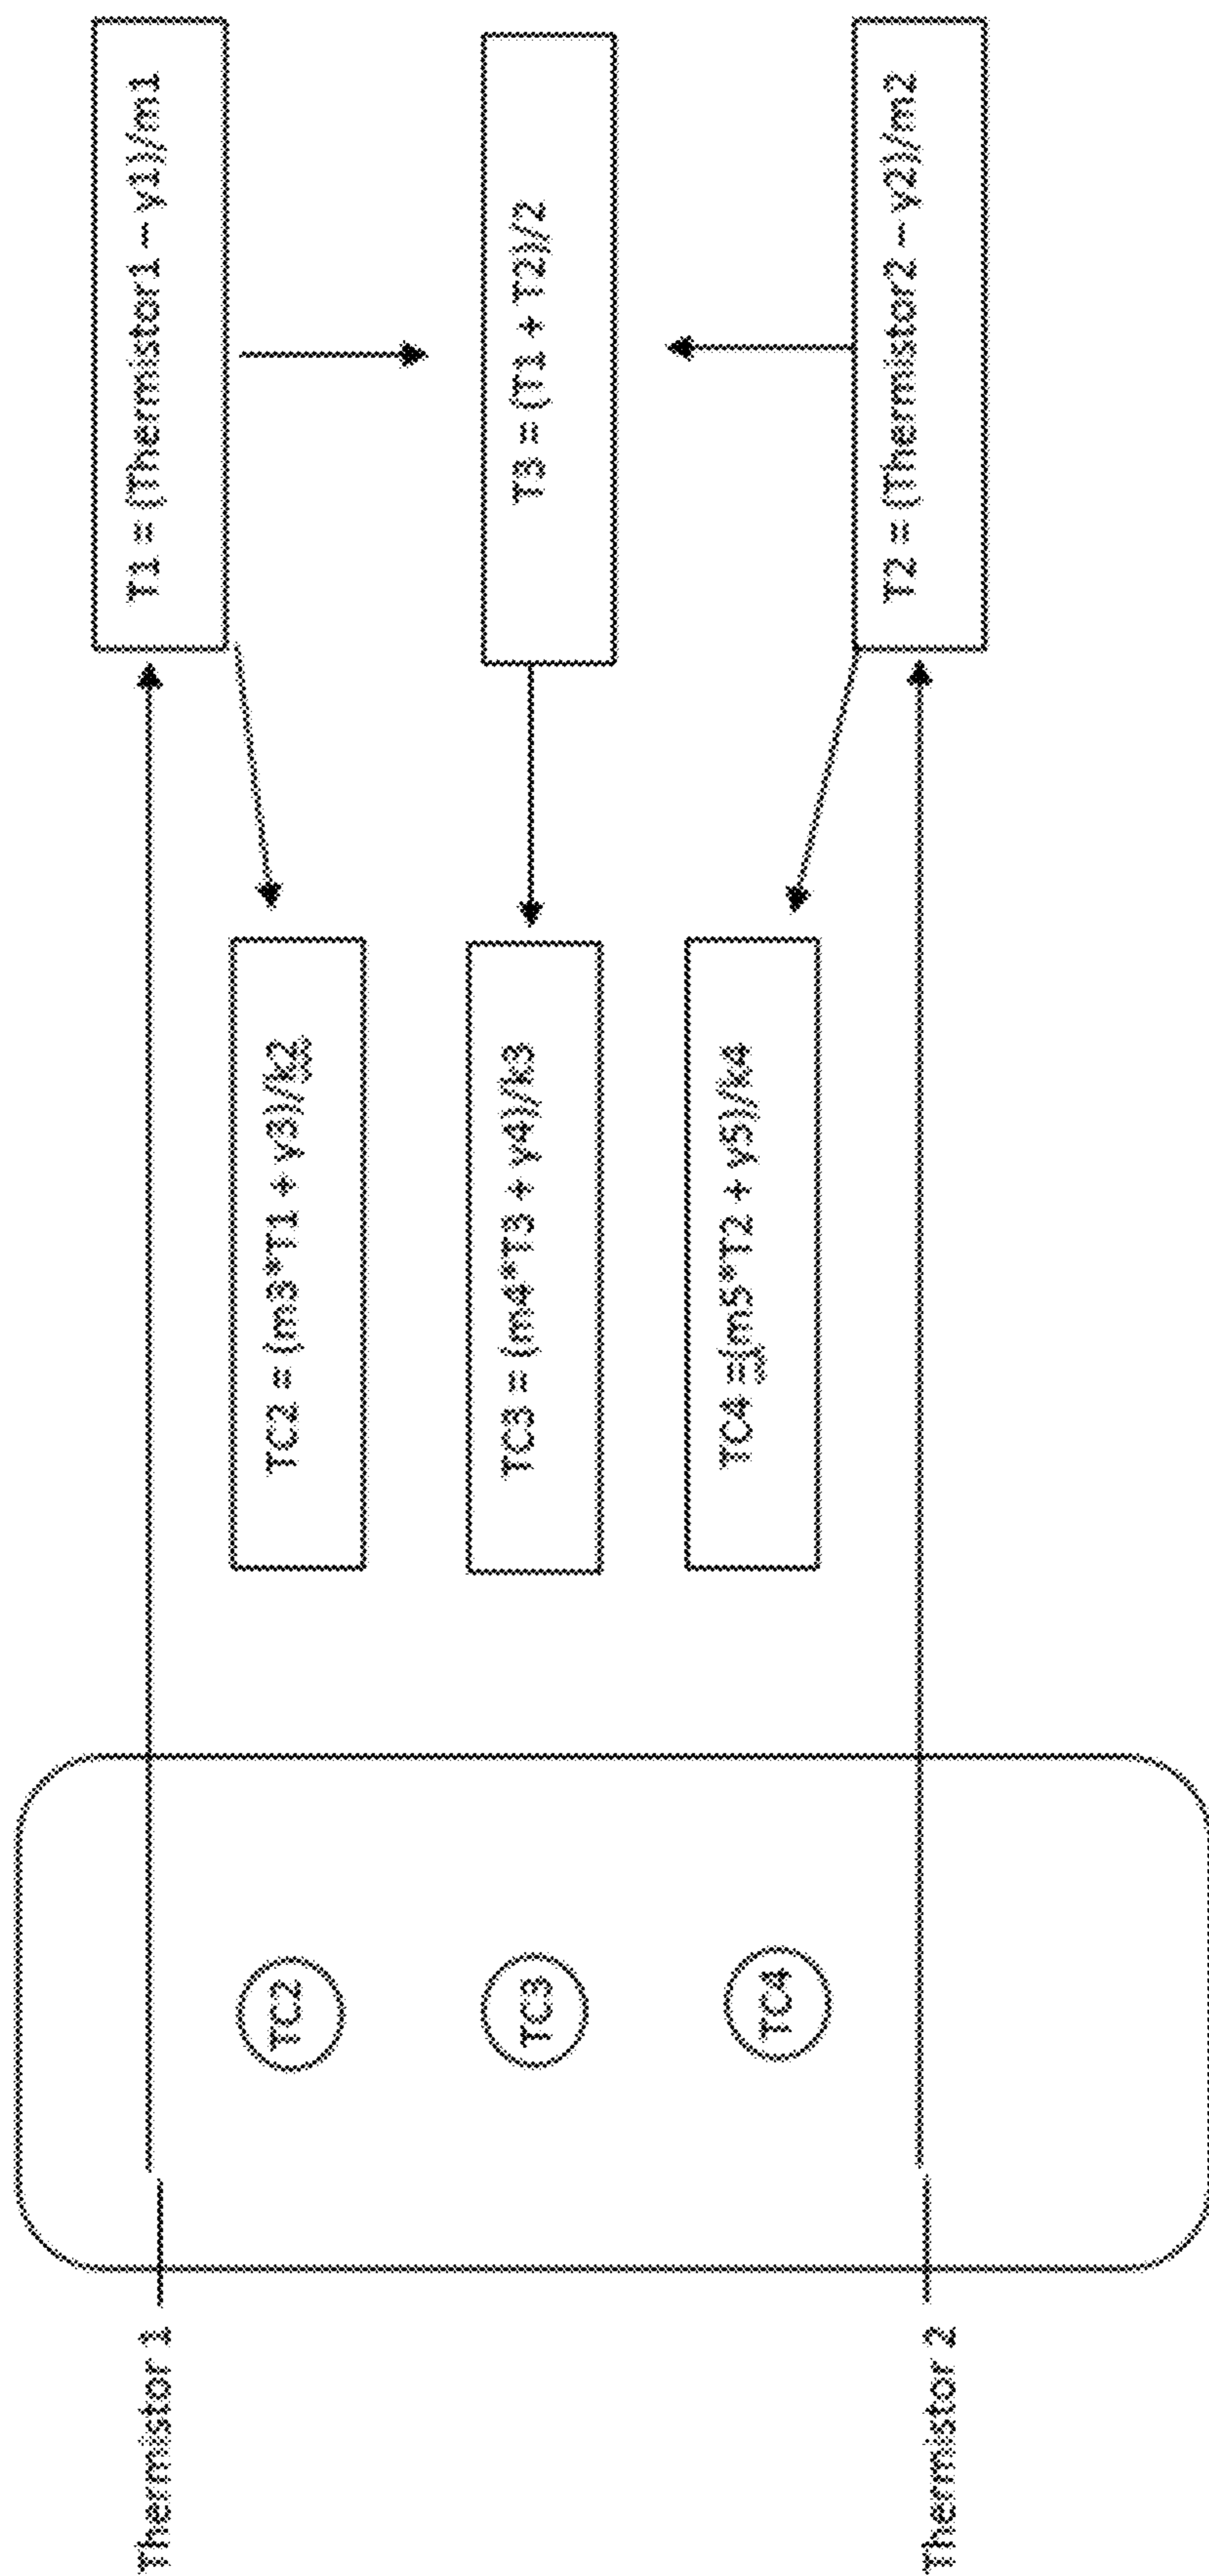 Thermistor 1
Thermistor 2
TC2
TC3
TC4
TC2 = (m3*T1 + y3)/k2
TC3 = (m4*T3 + y4)/k3
TC4 =(m5*T2 + y5)/k4
T1 = (Thermistor1 – y1)/m1
T3 = (T1 + T2)/2
T2 = (Thermistor2 – y2)/m2